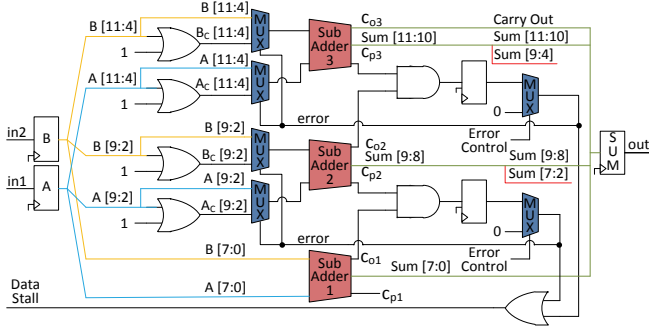 B [11:4]
B [11:4]
1
Bc [11:4]
MUX
Co3
Carry Out
Sub Adder 3
Sum [11:10]
Sum [11:10]
Cp3
Sum [9:4]
A [11:4]
A [11:4]
1
Ac [11:4]
MUX
MUX
0
error
Error Control
in2
B
in1
A
B [9:2]
B [9:2]
1
Bc [9:2]
MUX
Co2
Sub Adder 2
Sum [9:8]
Sum [9:8]
Cp2
Sum [7:2]
SUM
out
A [9:2]
A [9:2]
1
Ac [9:2]
MUX
MUX
0
error
Error Control
B [7:0]
Co1
Sub Adder 1
Sum [7:0]
Cp1
A [7:0]
Data Stall